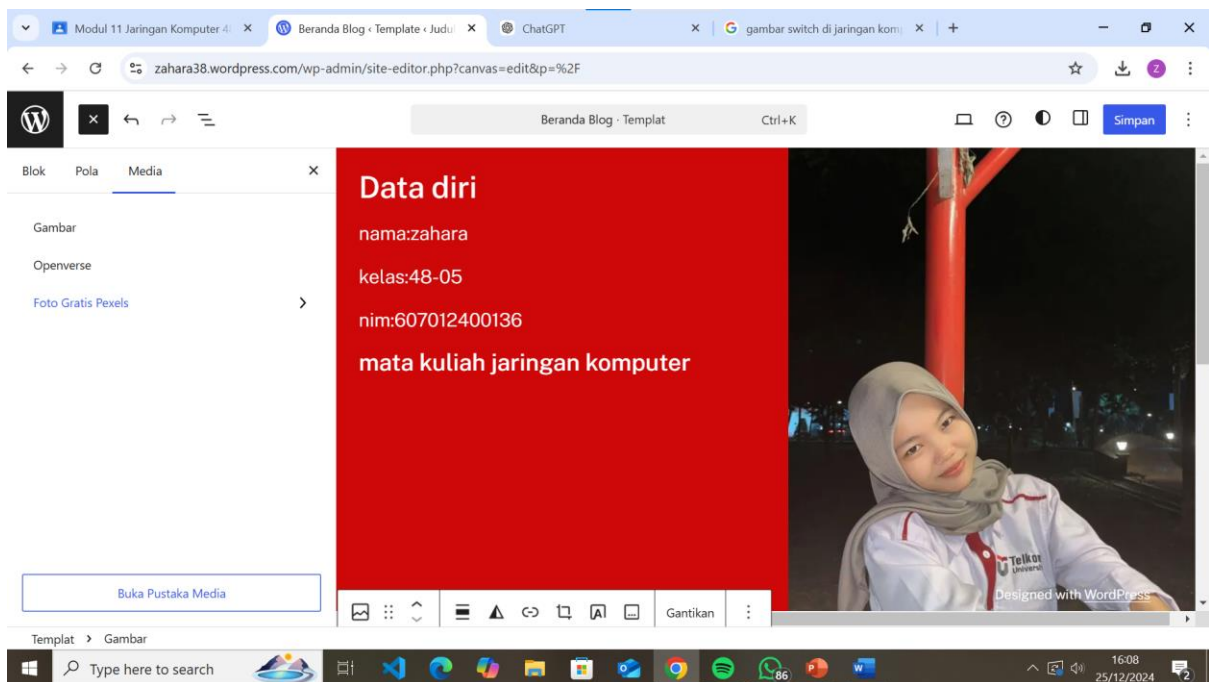 Modul 11 Jaringan Komputer 4
Beranda Blog ‹ Template ‹ Judu
ChatGPT
gambar switch di jaringan kom
zahara38.wordpress.com/wp-admin/site-editor.php?canvas=edit&p=%2F
Z
Beranda Blog · Templat Ctrl+K
Simpan
Blok Pola Media
Gambar
Openverse
Foto Gratis Pexels
Buka Pustaka Media
Data diri
nama:zahara
kelas:48-05
nim:607012400136
mata kuliah jaringan komputer
Telkom
Universi
Designed with WordPress
Gantikan
Templat > Gambar
Type here to search
86
16:08
25/12/2024
2